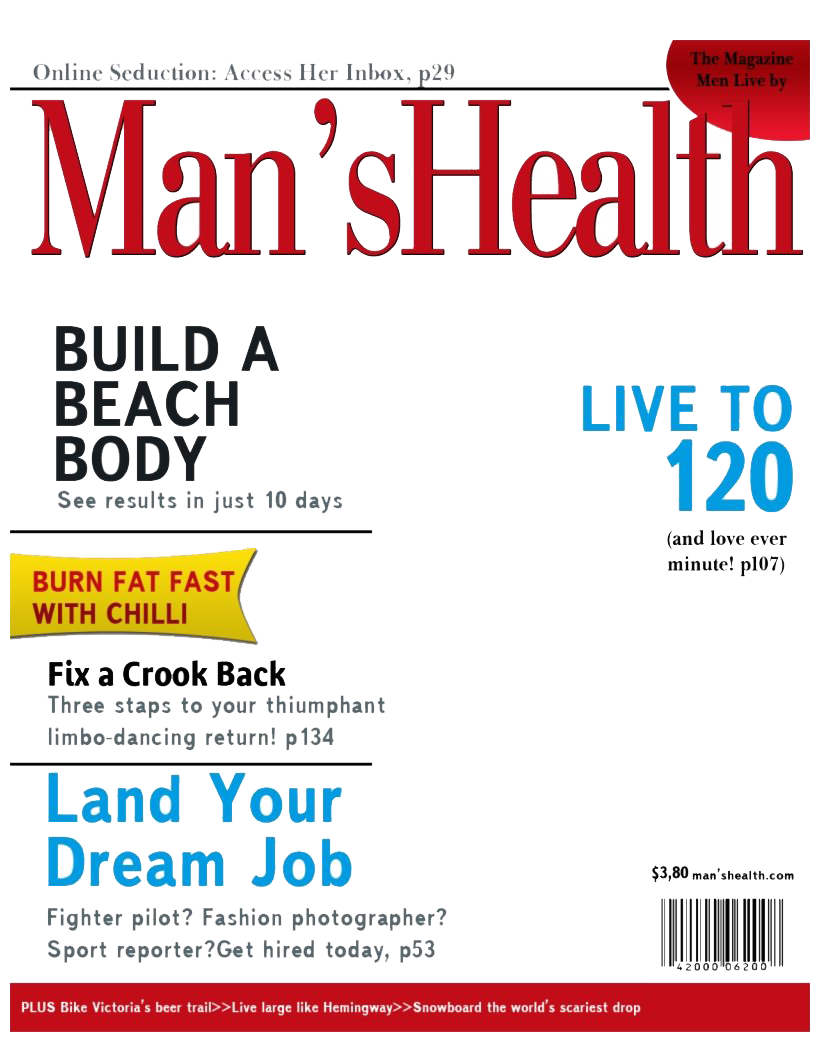 Online Seduction: Access Her Inbox, p29
The Magazine
Men Live by
Man'sHealth
BUILD A
BEACH
BODY
See results in just 10 days
LIVE TO
120
(and love ever
minute! p107)
BURN FAT FAST
WITH CHILLI
Fix a Crook Back
Three staps to your thiumphant
limbo-dancing return! p134
Land Your
Dream Job
Fighter pilot? Fashion photographer?
Sport reporter?Get hired today, p53
$3,80 man'shealth.com
42000 06200
PLUS Bike Victoria's beer trail>>Live large like Hemingway>>Snowboard the world's scariest drop